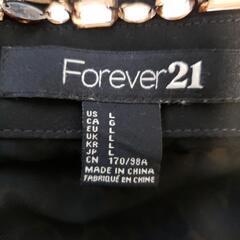 Forever21
US L
CA G
EU L
UK L
KR L
JP L
CN 170/98A
MADE IN CHINA
FABRIQUÉ EN CHINE